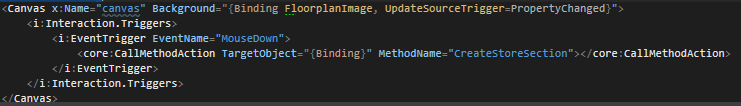 <Canvas x:Name="canvas" Background="{Binding FloorplanImage, UpdateSourceTrigger=PropertyChanged}">
<i:Interaction.Triggers>
<i:EventTrigger EventName="MouseDown">
<core:CallMethodAction TargetObject="{Binding}" MethodName="CreateStoreSection"></core:CallMethodAction>
</i:EventTrigger>
</i:Interaction.Triggers>
</Canvas>